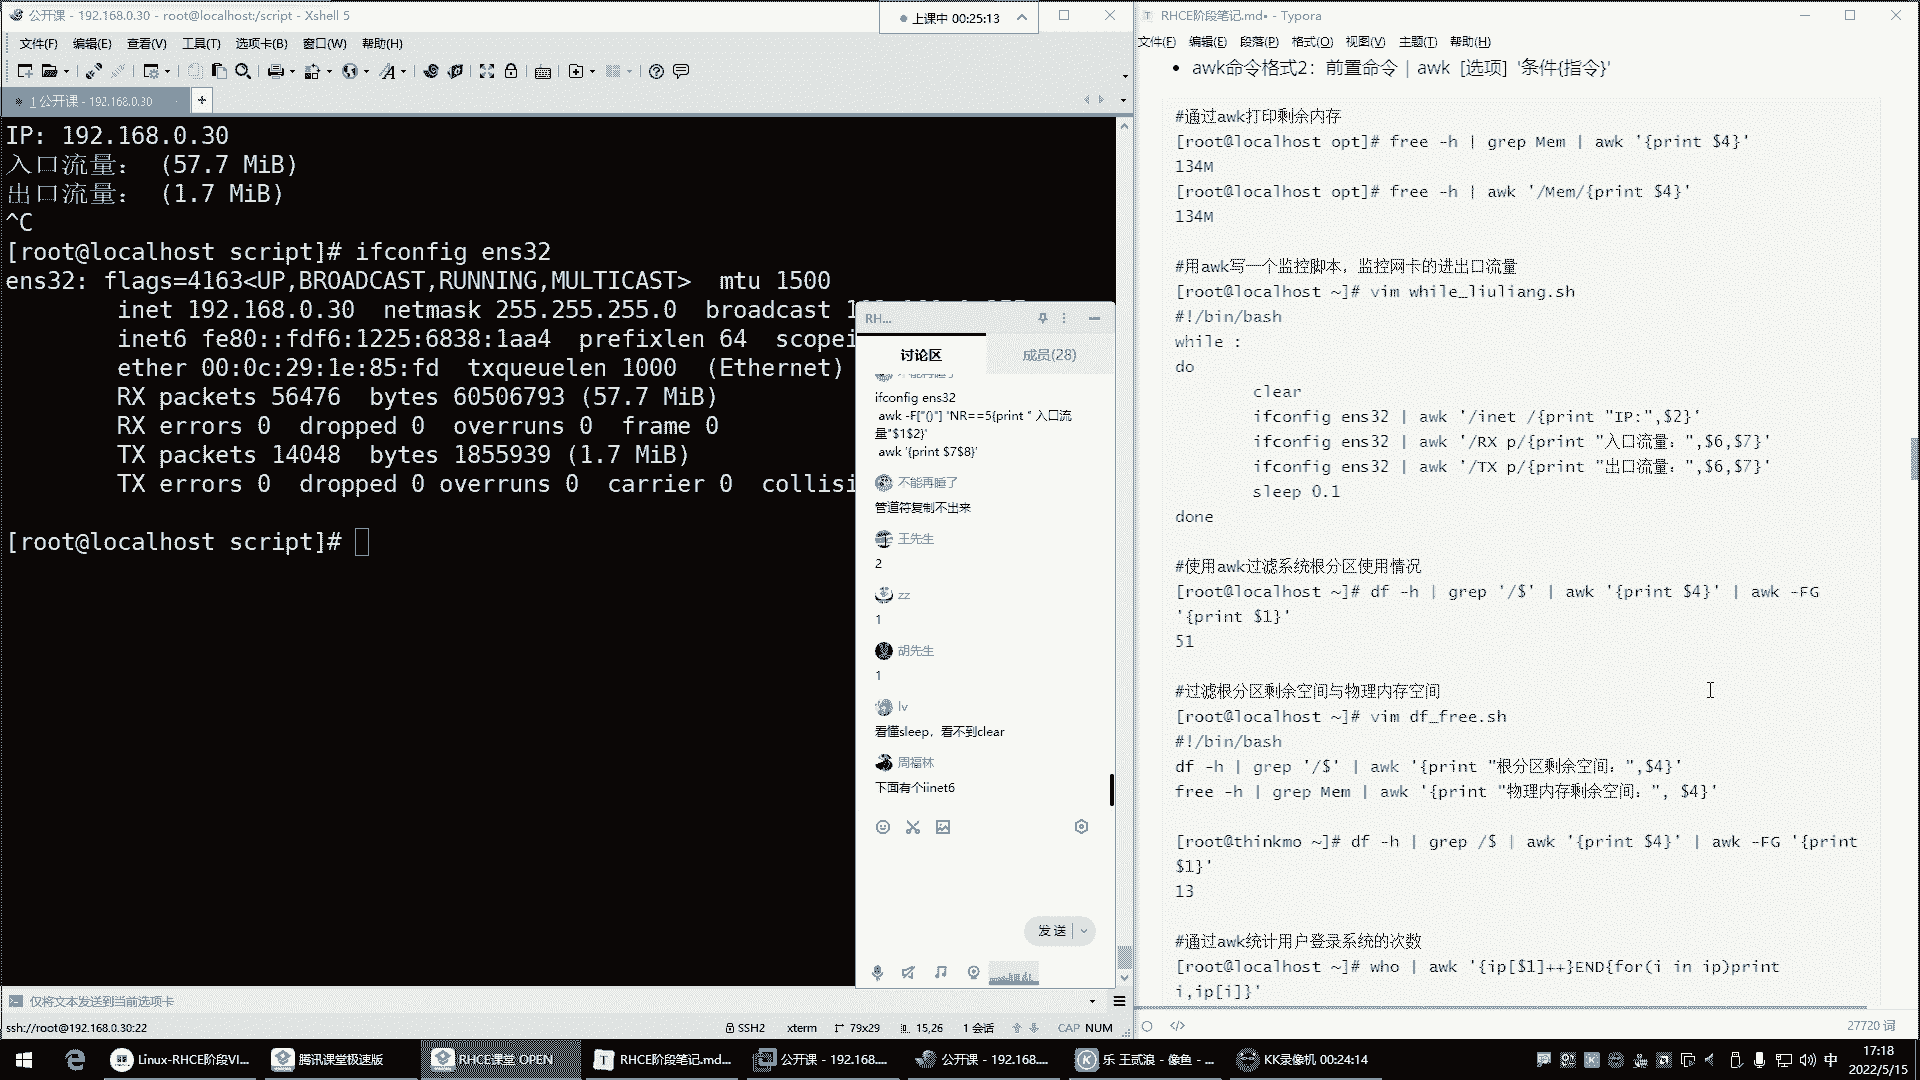 公开课 - 192.168.0.30 - root@localhost:/script - Xshell 5
上课中 00:25:13
文件(F) 编辑(E) 查看(V) 工具(T) 选项卡(B) 窗口(W) 帮助(H)
1 公开课 - 192.168.0.30
IP: 192.168.0.30
入口流量： (57.7 MiB)
出口流量： (1.7 MiB)
^C
[root@localhost script]# ifconfig ens32
ens32: flags=4163<UP,BROADCAST,RUNNING,MULTICAST>  mtu 1500
inet 192.168.0.30  netmask 255.255.255.0  broadcast
inet6 fe80::fdf6:1225:6838:1aa4  prefixlen 64  scopei
ether 00:0c:29:1e:85:fd  txqueuelen 1000  (Ethernet)
RX packets 56476  bytes 60506793 (57.7 MiB)
RX errors 0  dropped 0  overruns 0  frame 0
TX packets 14048  bytes 1855939 (1.7 MiB)
TX errors 0  dropped 0 overruns 0  carrier 0  collisi
[root@localhost script]#
RH...
讨论区 成员(28)
ifconfig ens32
awk -F["()"] 'NR==5{print " 入口流
量"$1$2}'
awk '{print $7$8}'
不能再睡了
管道符复制不出来
王先生
2
zz
1
胡先生
1
lv
看懂sleep，看不到clear
周福林
下面有个iinet6
发送
仅将文本发送到当前选项卡
ssh://root@192.168.0.30:22 SSH2 xterm 79x29 15,26 1 会话 CAP NUM
RHCE阶段笔记.md• - Typora
文件(F) 编辑(E) 段落(P) 格式(O) 视图(V) 主题(T) 帮助(H)
• awk命令格式2：前置命令 | awk [选项] '条件{指令}'
#通过awk打印剩余内存
[root@localhost opt]# free -h | grep Mem | awk '{print $4}'
134M
[root@localhost opt]# free -h | awk '/Mem/{print $4}'
134M
#用awk写一个监控脚本，监控网卡的进出口流量
[root@localhost ~]# vim while_liuliang.sh
#!/bin/bash
while :
do
clear
ifconfig ens32 | awk '/inet /{print "IP:",$2}'
ifconfig ens32 | awk '/RX p/{print "入口流量：",$6,$7}'
ifconfig ens32 | awk '/TX p/{print "出口流量：",$6,$7}'
sleep 0.1
done
#使用awk过滤系统根分区使用情况
[root@localhost ~]# df -h | grep '/$' | awk '{print $4}' | awk -FG
'{print $1}'
51
#过滤根分区剩余空间与物理内存空间
[root@localhost ~]# vim df_free.sh
#!/bin/bash
df -h | grep '/$' | awk '{print "根分区剩余空间：",$4}'
free -h | grep Mem | awk '{print "物理内存剩余空间：", $4}'
[root@thinkmo ~]# df -h | grep /$ | awk '{print $4}' | awk -FG '{print
$1}'
13
#通过awk统计用户登录系统的次数
[root@localhost ~]# who | awk '{ip[$1]++}END{for(i in ip)print
i,ip[i]}'
27720 词
Linux-RHCE阶段VI... 腾讯课堂极速版 RHCE课堂 OPEN RHCE阶段笔记.md... 公开课 - 192.168.... 公开课 - 192.168.... 乐 王贰浪 - 像鱼 - ... KK录像机 00:24:14 中 17:18
2022/5/15